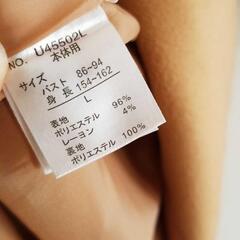 NO. U45502L
本体用
サイズ
バスト 86~94
身長 154~162
L
表地
ポリエステル 96%
レーヨン 4%
裏地
ポリエステル 100%